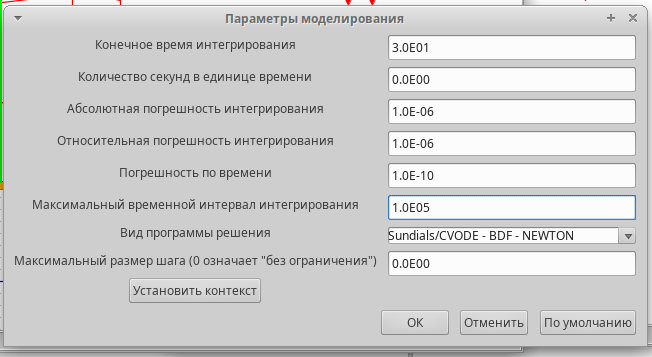 Параметры моделирования
Конечное время интегрирования 3.0E01
Количество секунд в единице времени 0.0E00
Абсолютная погрешность интегрирования 1.0E-06
Относительная погрешность интегрирования 1.0E-06
Погрешность по времени 1.0E-10
Максимальный временной интервал интегрирования 1.0E05
Вид программы решения Sundials/CVODE - BDF - NEWTON
Максимальный размер шага (0 означает "без ограничения") 0.0E00
Установить контекст
ОК Отменить По умолчанию